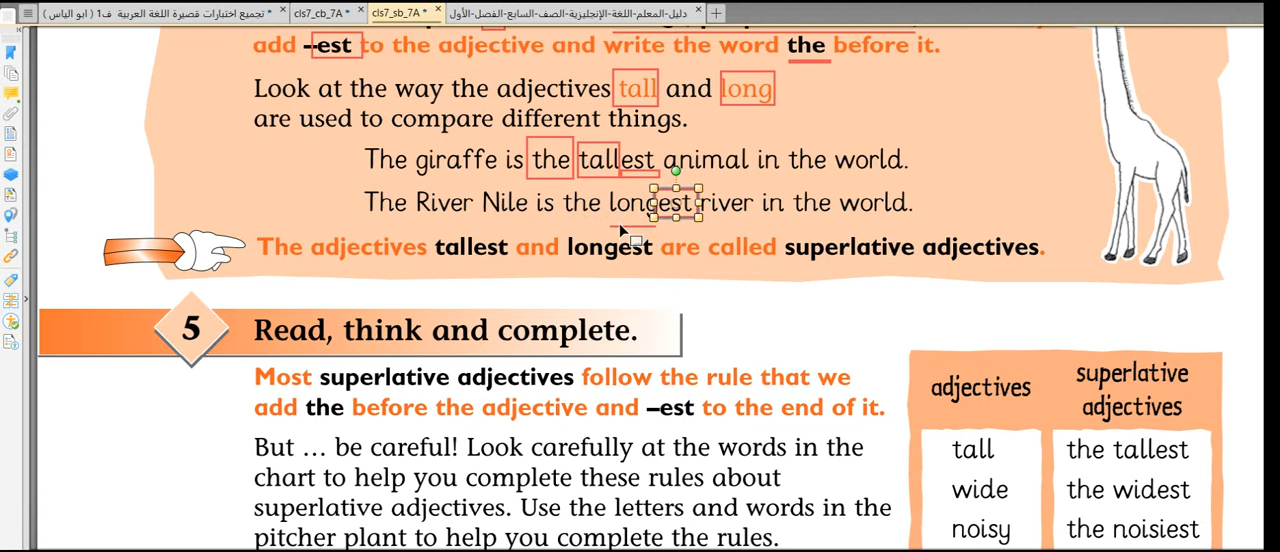 تجميع اختبارات قصيرة اللغة العربية ف1 ( ابو الياس ) * cls7_cb_7A * cls7_sb_7A * دليل-المعلم-اللغة-الإنجليزية-الصف-السابع-الفصل-الأول
add –est to the adjective and write the word the before it.
Look at the way the adjectives tall and long
are used to compare different things.
The giraffe is the tallest animal in the world.
The River Nile is the longest river in the world.
The adjectives tallest and longest are called superlative adjectives.
5 Read, think and complete.
Most superlative adjectives follow the rule that we
add the before the adjective and –est to the end of it.
But ... be careful! Look carefully at the words in the
chart to help you complete these rules about
superlative adjectives. Use the letters and words in the
pitcher plant to help you complete the rules.
adjectives superlative adjectives
tall the tallest
wide the widest
noisy the noisiest